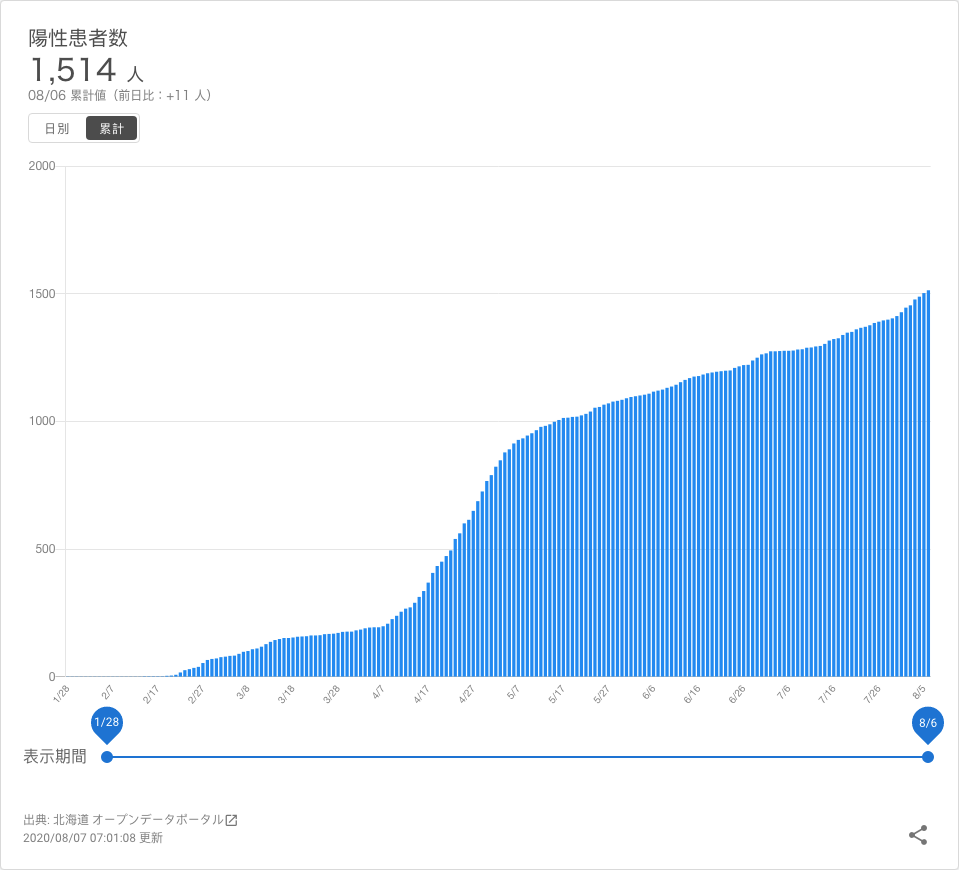 陽性患者数
1,514 人
08/06 累計値（前日比：+11 人）
日別 累計
2000
1500
1000
500
0
1/28 2/7 2/17 2/27 3/8 3/18 3/28 4/7 4/17 4/27 5/7 5/17 5/27 6/6 6/16 6/26 7/6 7/16 7/26 8/5
1/28 8/6
表示期間
出典: 北海道 オープンデータポータル
2020/08/07 07:01:08 更新